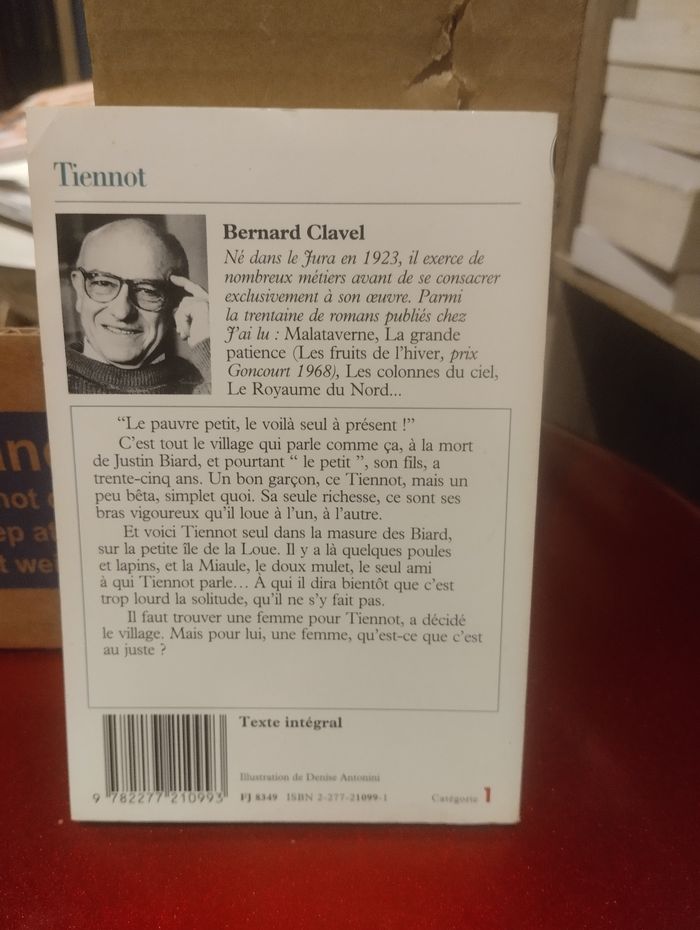 Tiennot
Bernard Clavel
Né dans le Jura en 1923, il exerce de
nombreux métiers avant de se consacrer
exclusivement à son œuvre. Parmi
la trentaine de romans publiés chez
J'ai lu : Malataverne, La grande
patience (Les fruits de l'hiver, prix
Goncourt 1968), Les colonnes du ciel,
Le Royaume du Nord...
“Le pauvre petit, le voilà seul à présent !”
C'est tout le village qui parle comme ça, à la mort
de Justin Biard, et pourtant “ le petit ”, son fils, a
trente-cinq ans. Un bon garçon, ce Tiennot, mais un
peu bêta, simplet quoi. Sa seule richesse, ce sont ses
bras vigoureux qu'il loue à l'un, à l'autre.
Et voici Tiennot seul dans la masure des Biard,
sur la petite île de la Loue. Il y a là quelques poules
et lapins, et la Miaule, le doux mulet, le seul ami
à qui Tiennot parle... À qui il dira bientôt que c'est
trop lourd la solitude, qu'il ne s'y fait pas.
Il faut trouver une femme pour Tiennot, a décidé
le village. Mais pour lui, une femme, qu'est-ce que c'est
au juste ?
Texte intégral
Illustration de Denise Antonini
9 782277 210993
FJ 8349 ISBN 2-277-21099-1
Catégorie 1